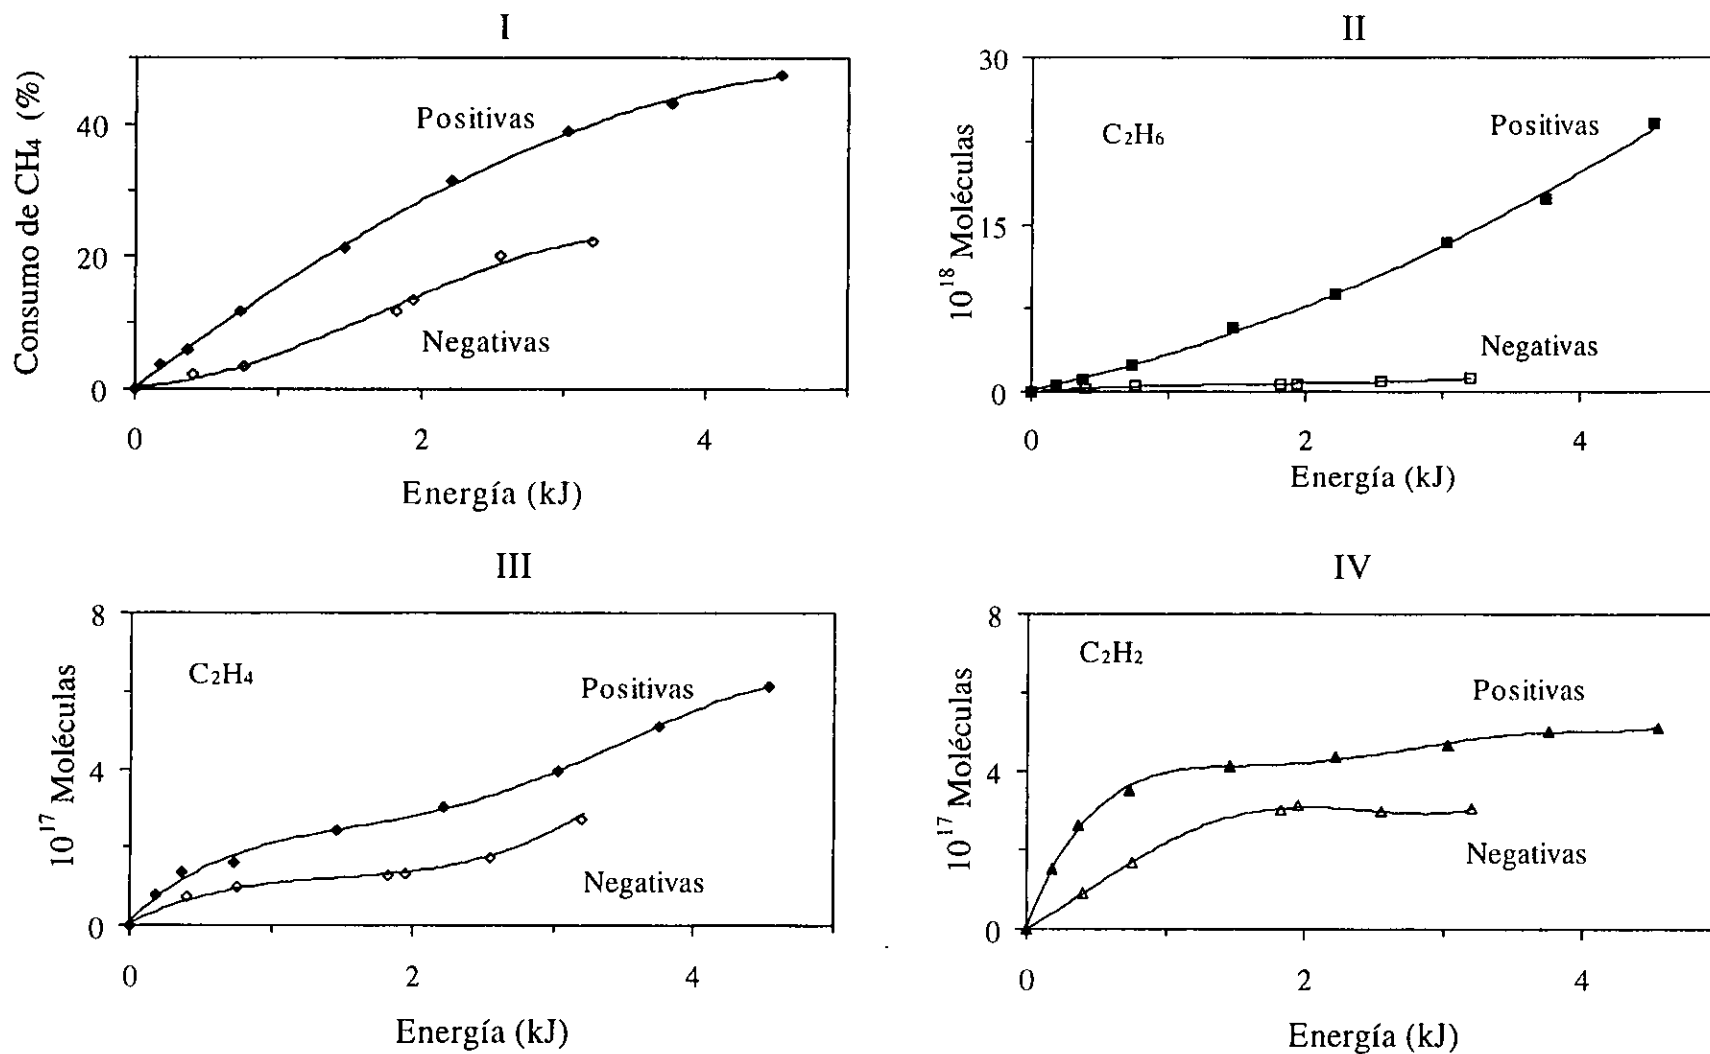 I
Consumo de CH₄ (%)
40
20
0
Positivas
Negativas
0 2 4
Energía (kJ)
II
10¹⁸ Moléculas
30
15
0
C₂H₆
Positivas
Negativas
0 2 4
Energía (kJ)
III
10¹⁷ Moléculas
8
4
0
C₂H₄
Positivas
Negativas
0 2 4
Energía (kJ)
IV
10¹⁷ Moléculas
8
4
0
C₂H₂
Positivas
Negativas
0 2 4
Energía (kJ)